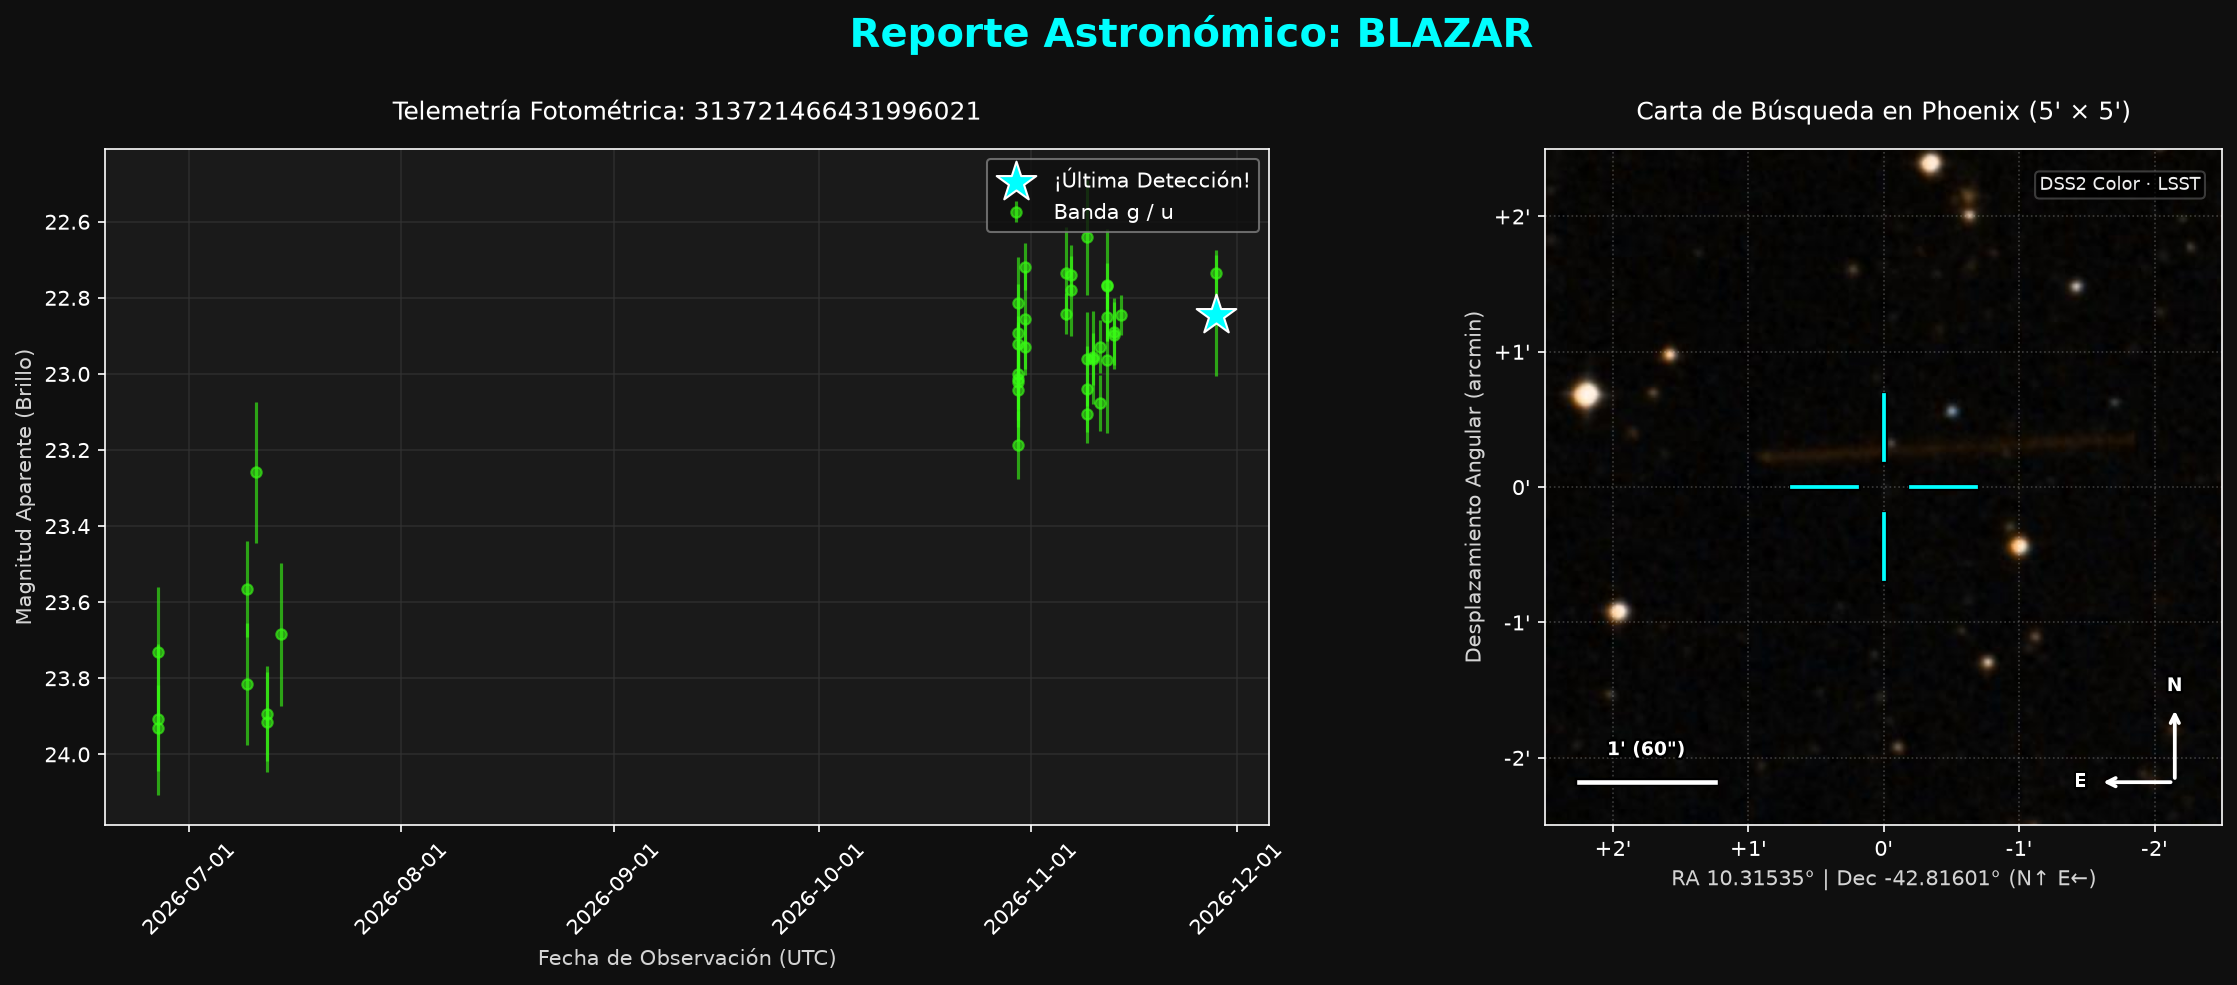 Reporte Astronómico: BLAZAR
Telemetría Fotométrica: 313721466431996021
Magnitud Aparente (Brillo)
22.6
22.8
23.0
23.2
23.4
23.6
23.8
24.0
¡Última Detección!
Banda g / u
2026-07-01
2026-08-01
2026-09-01
2026-10-01
2026-11-01
2026-12-01
Fecha de Observación (UTC)
Carta de Búsqueda en Phoenix (5' × 5')
Desplazamiento Angular (arcmin)
+2'
+1'
0'
-1'
-2'
DSS2 Color · LSST
N
E
1' (60")
+2'
+1'
0'
-1'
-2'
RA 10.31535° | Dec -42.81601° (N↑ E←)